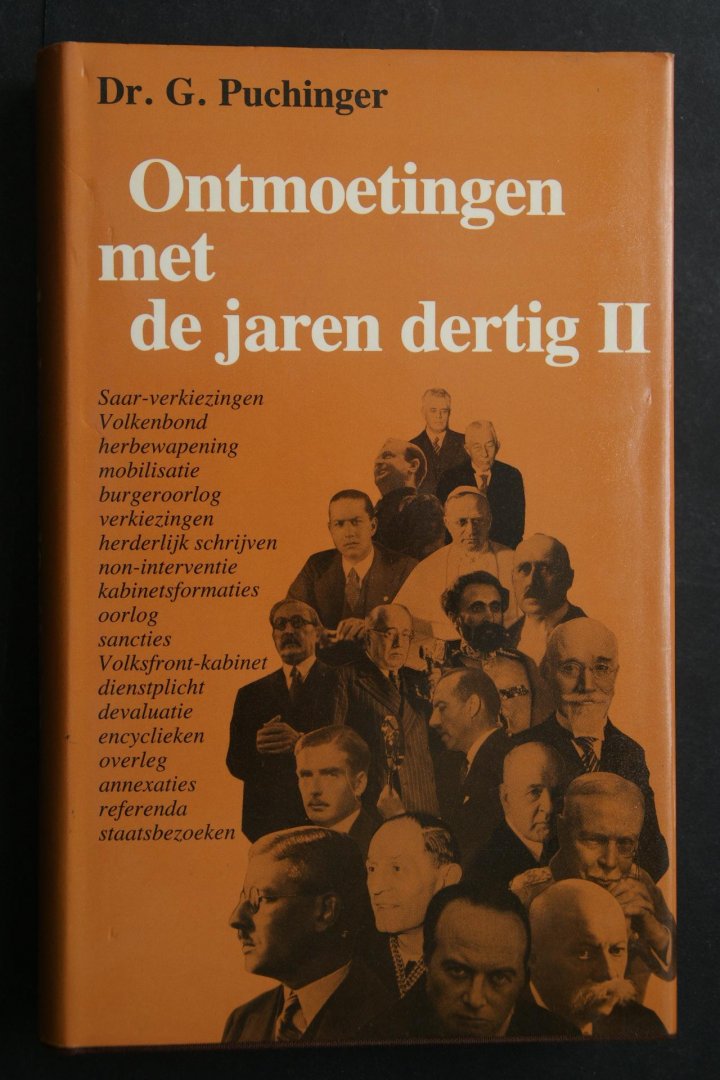 Dr. G. Puchinger
Ontmoetingen
met
de jaren dertig II
Saar-verkiezingen
Volkenbond
herbewapening
mobilisatie
burgeroorlog
verkiezingen
herderlijk schrijven
non-interventie
kabinetsformaties
oorlog
sancties
Volksfront-kabinet
dienstplicht
devaluatie
encyclieken
overleg
annexaties
referenda
staatsbezoeken